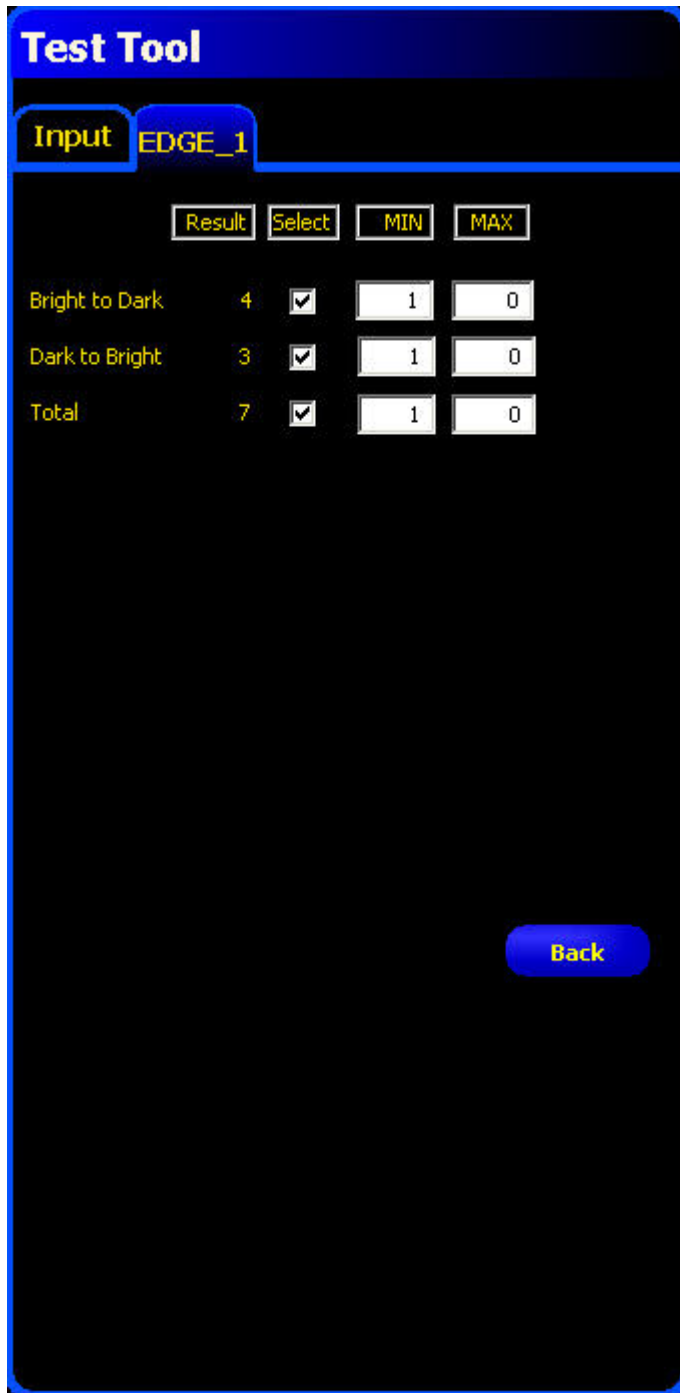 Test Tool
Input EDGE_1
Result Select MIN MAX
Bright to Dark 4 1 0
Dark to Bright 3 1 0
Total 7 1 0
Back